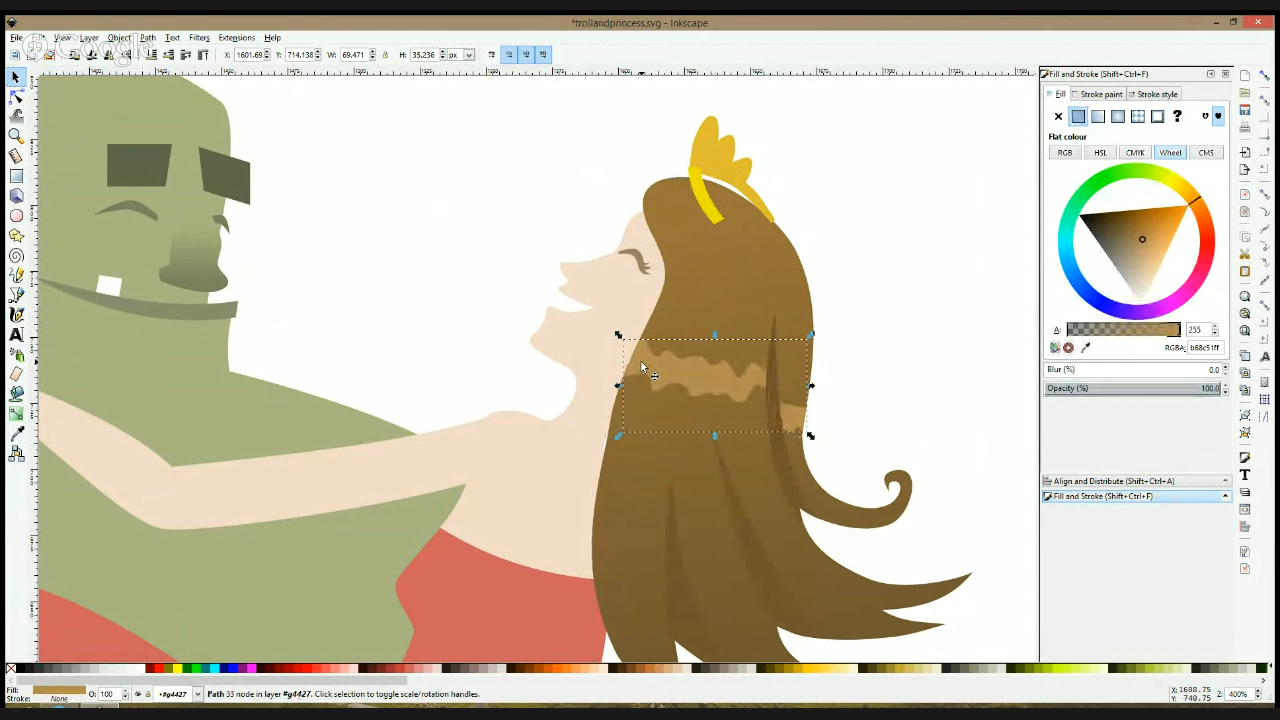 *trollandprincess.svg - Inkscape
File Edit View Layer Object Path Text Filters Extensions Help
Google
X: 1601.69 Y: 714.138 W: 69.471 H: 35.236 px
Fill and Stroke (Shift+Ctrl+F)
Fill Stroke paint Stroke style
?
Flat colour
RGB HSL CMYK Wheel CMS
A: 255
RGBA: b68c51ff
Blur (%) 0.0
Opacity (%) 100.0
Align and Distribute (Shift+Ctrl+A)
Fill and Stroke (Shift+Ctrl+F)
Fill: O: 100 •#g4427 Path 33 node in layer #g4427. Click selection to toggle scale/rotation handles. X: 1608.75 Z: 400%
Stroke: None Y: 740.75